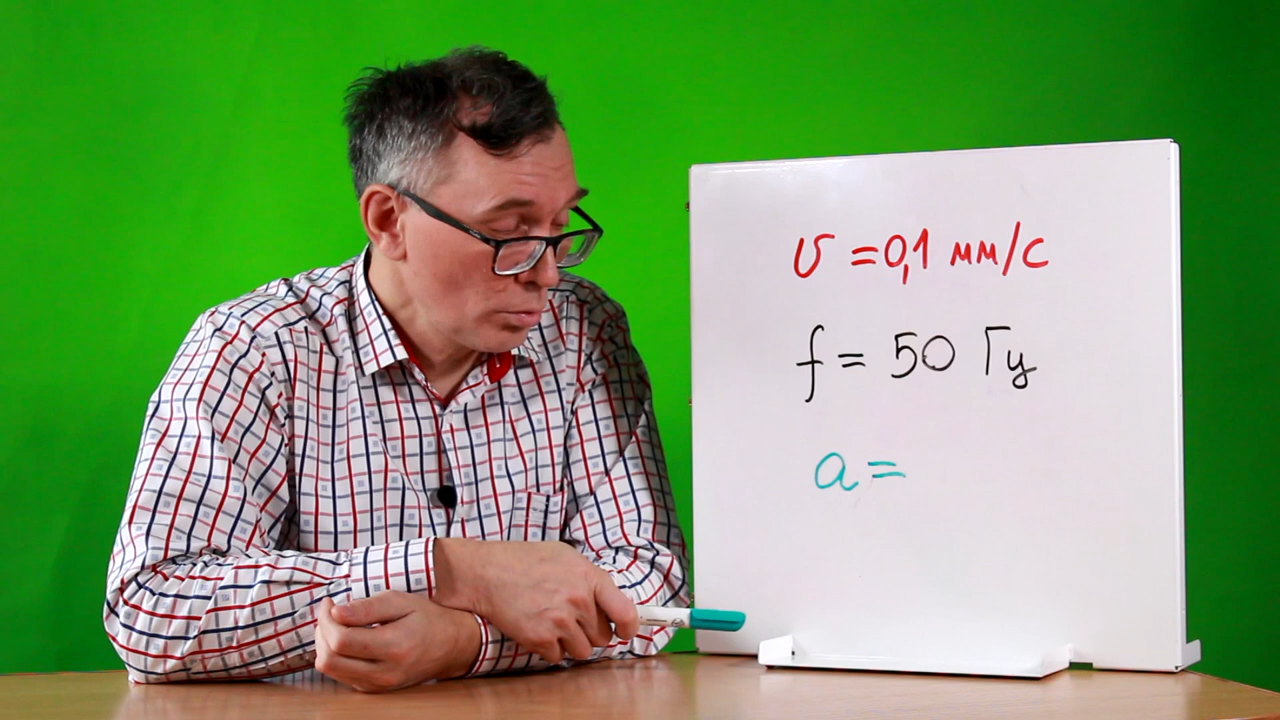 v = 0,1 мм/с
f = 50 Гц
a =